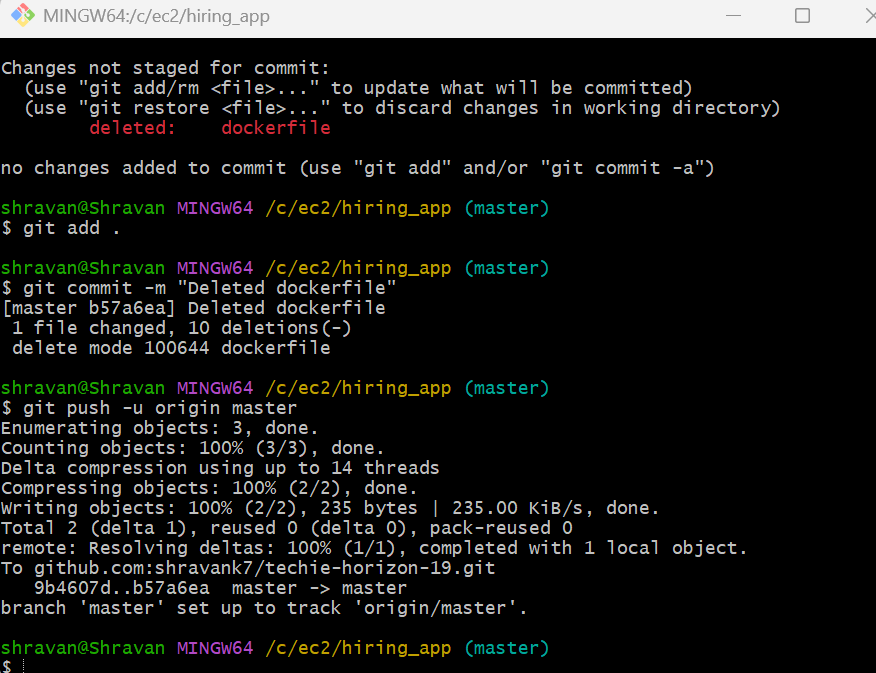 MINGW64:/c/ec2/hiring_app
Changes not staged for commit:
  (use "git add/rm <file>..." to update what will be committed)
  (use "git restore <file>..." to discard changes in working directory)
        deleted:    dockerfile
no changes added to commit (use "git add" and/or "git commit -a")
shravan@Shravan MINGW64 /c/ec2/hiring_app (master)
$ git add .
shravan@Shravan MINGW64 /c/ec2/hiring_app (master)
$ git commit -m "Deleted dockerfile"
[master b57a6ea] Deleted dockerfile
 1 file changed, 10 deletions(-)
 delete mode 100644 dockerfile
shravan@Shravan MINGW64 /c/ec2/hiring_app (master)
$ git push -u origin master
Enumerating objects: 3, done.
Counting objects: 100% (3/3), done.
Delta compression using up to 14 threads
Compressing objects: 100% (2/2), done.
Writing objects: 100% (2/2), 235 bytes | 235.00 KiB/s, done.
Total 2 (delta 1), reused 0 (delta 0), pack-reused 0
remote: Resolving deltas: 100% (1/1), completed with 1 local object.
To github.com:shravank7/techie-horizon-19.git
   9b4607d..b57a6ea  master -> master
branch 'master' set up to track 'origin/master'.
shravan@Shravan MINGW64 /c/ec2/hiring_app (master)
$